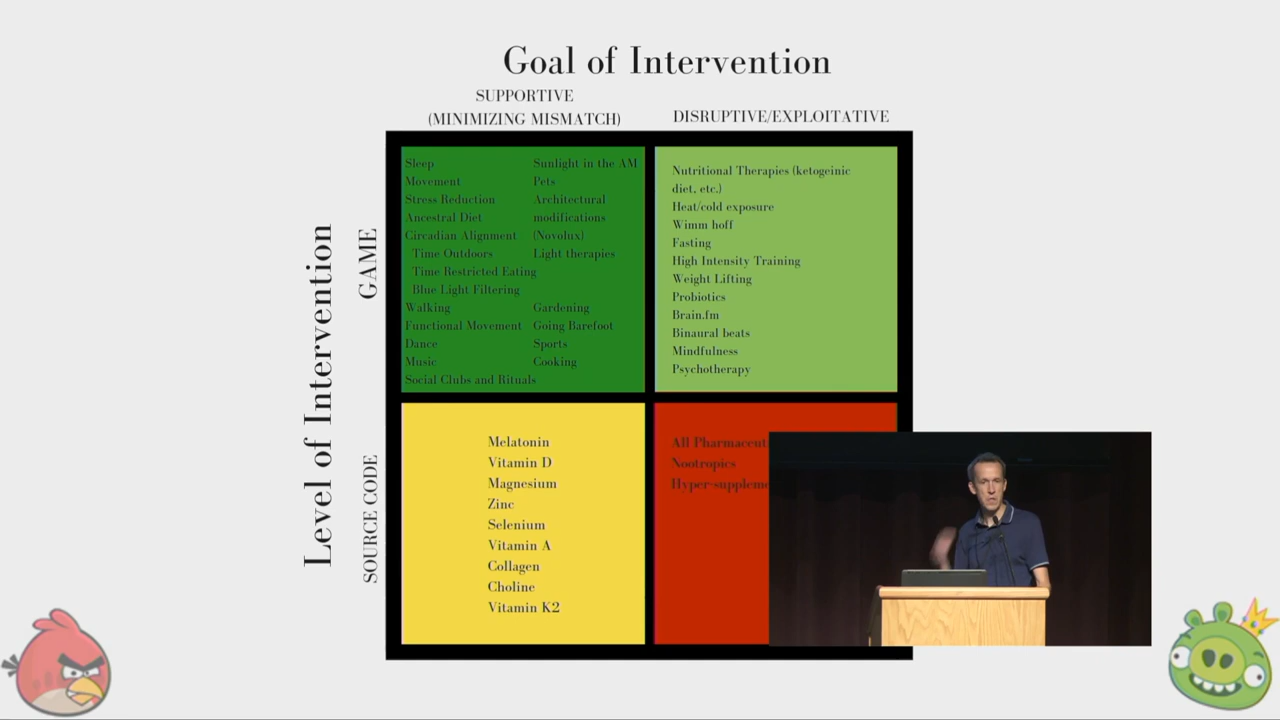 Goal of Intervention
SUPPORTIVE
(MINIMIZING MISMATCH)
DISRUPTIVE/EXPLOITATIVE
Level of Intervention
GAME
SOURCE CODE
Sleep
Movement
Stress Reduction
Ancestral Diet
Circadian Alignment
Time Outdoors
Time Restricted Eating
Blue Light Filtering
Walking
Functional Movement
Dance
Music
Social Clubs and Rituals
Sunlight in the AM
Pets
Architectural
modifications
(Novolux)
Light therapies
Gardening
Going Barefoot
Sports
Cooking
Nutritional Therapies (ketogeinic
diet, etc.)
Heat/cold exposure
Wimm hoff
Fasting
High Intensity Training
Weight Lifting
Probiotics
Brain.fm
Binaural beats
Mindfulness
Psychotherapy
Melatonin
Vitamin D
Magnesium
Zinc
Selenium
Vitamin A
Collagen
Choline
Vitamin K2
All Pharmaceut
Nootropics
Hyper-suppleme